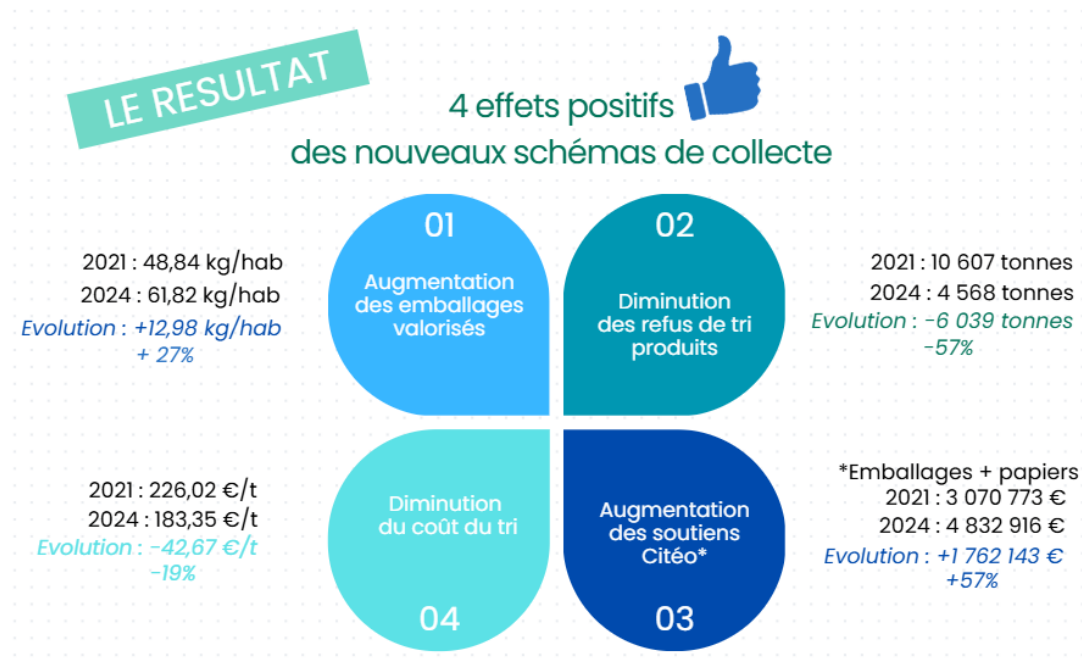 LE RESULTAT
4 effets positifs
des nouveaux schémas de collecte
01
Augmentation
des emballages
valorisés
2021 : 48,84 kg/hab
2024 : 61,82 kg/hab
Evolution : +12,98 kg/hab
+ 27%
02
Diminution
des refus de tri
produits
2021 : 10 607 tonnes
2024 : 4 568 tonnes
Evolution : -6 039 tonnes
-57%
2021 : 226,02 €/t
2024 : 183,35 €/t
Evolution : -42,67 €/t
-19%
Diminution
du coût du tri
04
Augmentation
des soutiens
Citéo*
03
*Emballages + papiers
2021 : 3 070 773 €
2024 : 4 832 916 €
Evolution : +1 762 143 €
+57%